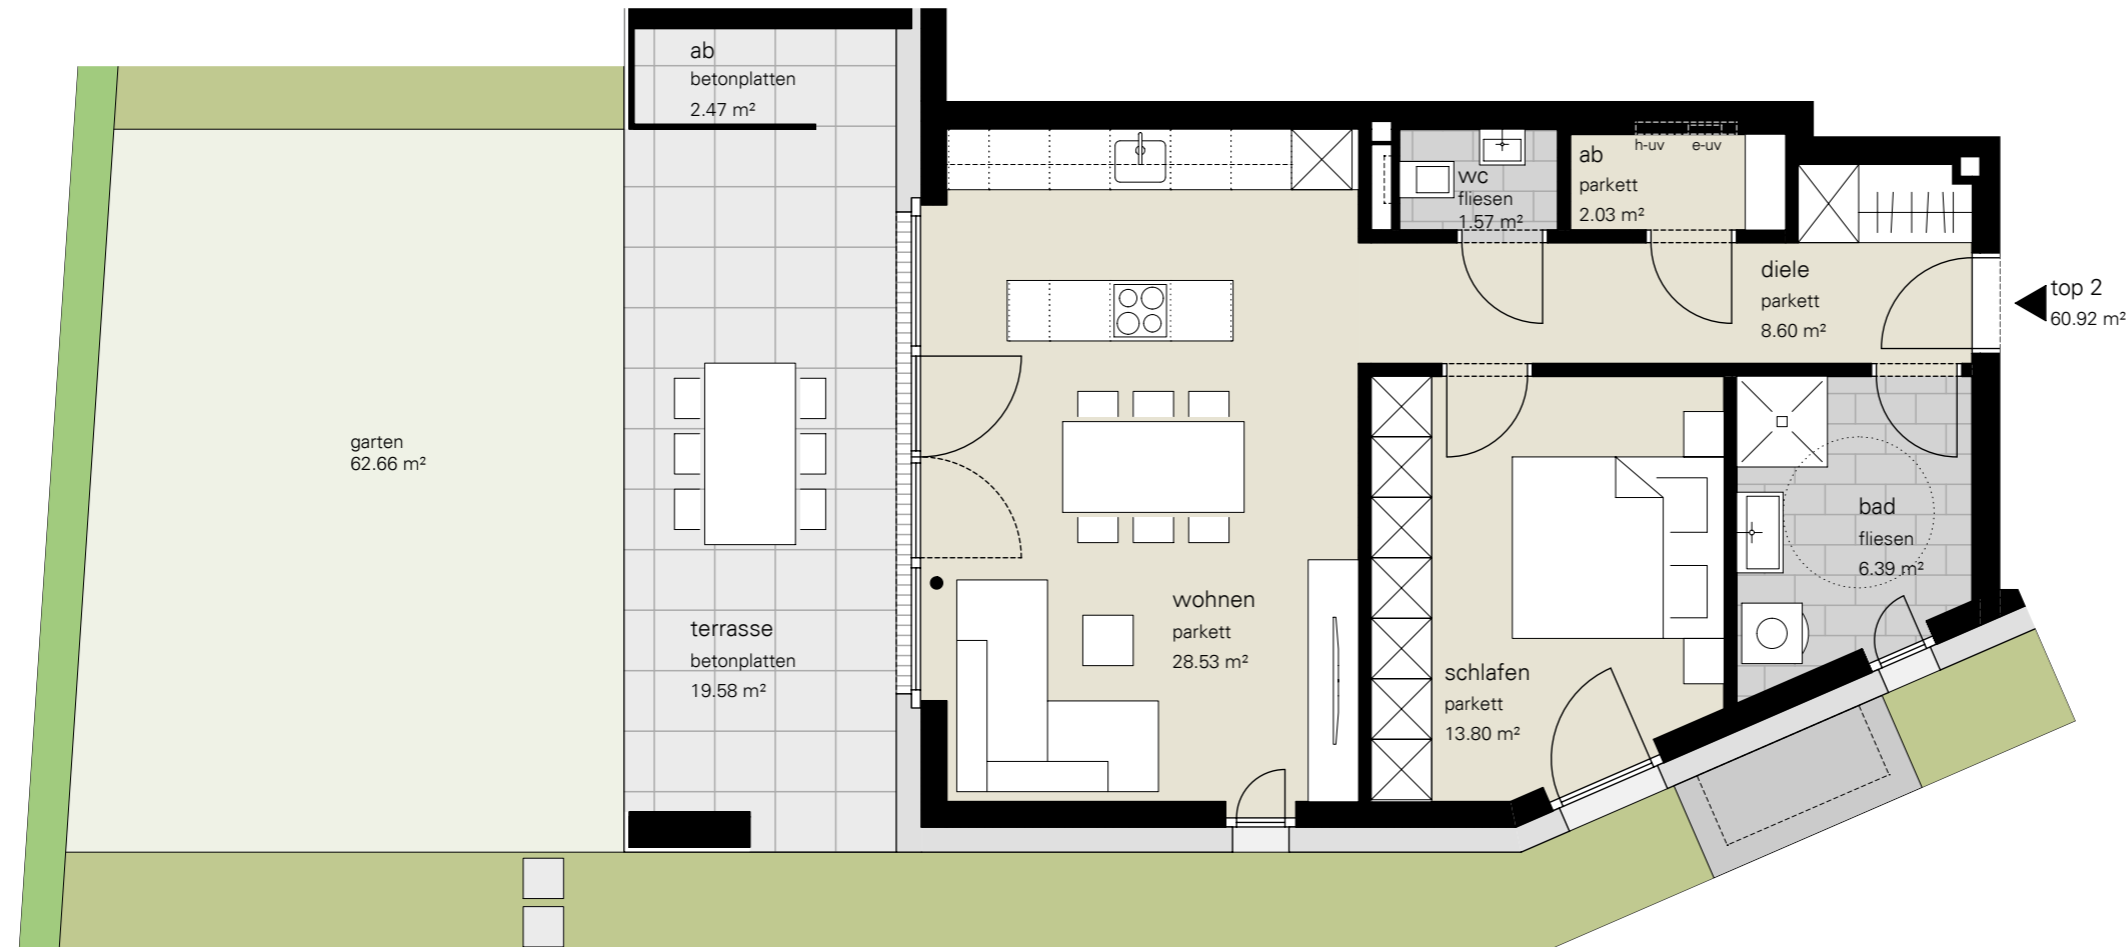 ab
betonplatten
2.47 m²
h-uv
e-uv
ab
parkett
2.03 m²
wc
fliesen
1.57 m²
diele
parkett
8.60 m²
top 2
60.92 m²
garten
62.66 m²
bad
fliesen
6.39 m²
wohnen
parkett
28.53 m²
terrasse
betonplatten
19.58 m²
schlafen
parkett
13.80 m²